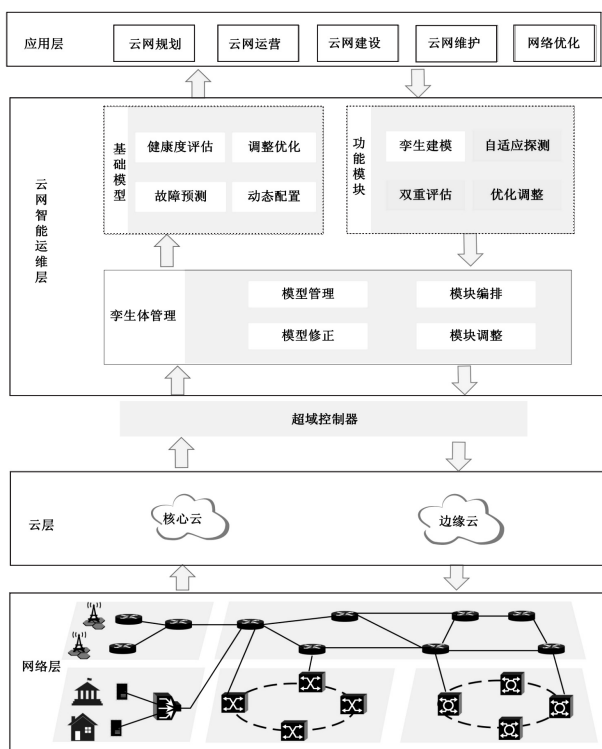 应用层
云网规划
云网运营
云网建设
云网维护
网络优化
云网智能运维层
基础模型
健康度评估
调整优化
故障预测
动态配置
功能模块
孪生建模
自适应探测
双重评估
优化调整
孪生体管理
模型管理
模块编排
模型修正
模块调整
超域控制器
云层
核心云
边缘云
网络层